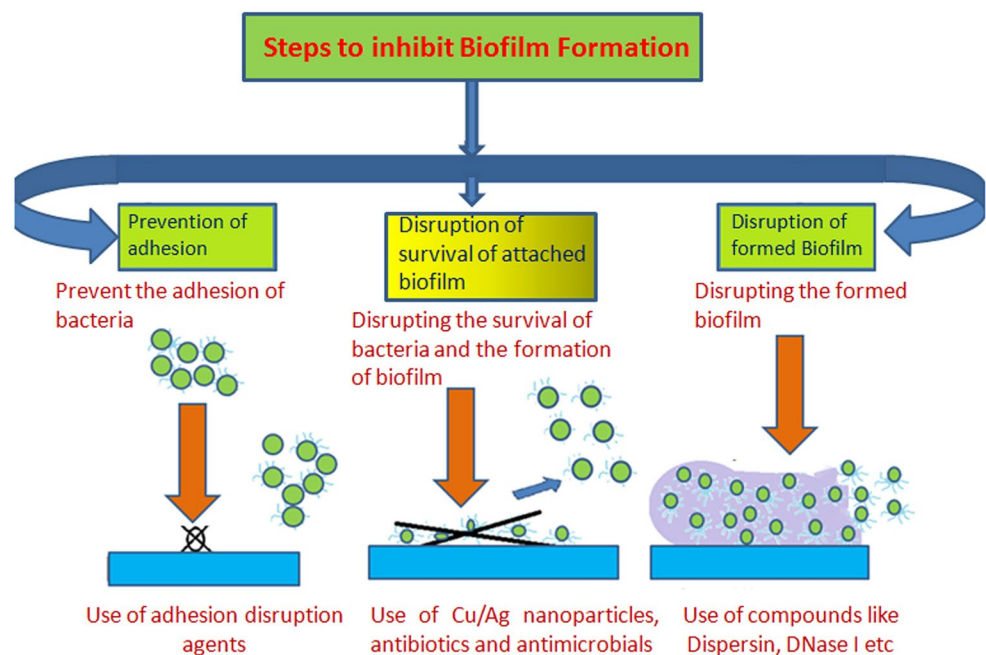 Steps to inhibit Biofilm Formation
Prevention of
adhesion
Prevent the adhesion of
bacteria
Use of adhesion disruption
agents
Disruption of
survival of attached
biofilm
Disrupting the survival of
bacteria and the formation
of biofilm
Use of Cu/Ag nanoparticles,
antibiotics and antimicrobials
Disruption of
formed Biofilm
Disrupting the formed
biofilm
Use of compounds like
Dispersin, DNase I etc